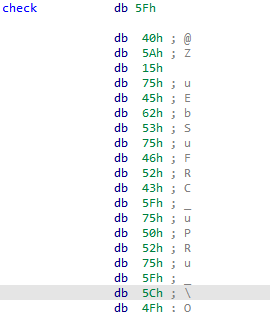 check db 5Fh
db 40h ; @
db 5Ah ; Z
db 15h
db 75h ; u
db 45h ; E
db 62h ; b
db 53h ; S
db 75h ; u
db 46h ; F
db 52h ; R
db 43h ; C
db 5Fh ; _
db 75h ; u
db 50h ; P
db 52h ; R
db 75h ; u
db 5Fh ; _
db 5Ch ; \
db 4Fh ; O